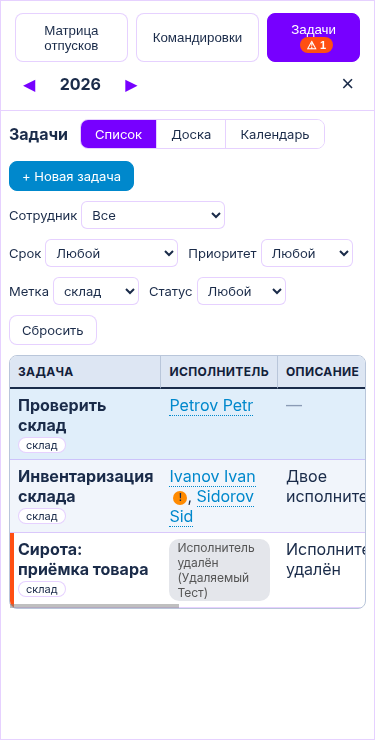 Матрица
отпусков
Командировки
Задачи
⚠ 1
◀ 2026 ▶ ×
Задачи Список Доска Календарь
+ Новая задача
Сотрудник Все
Срок Любой Приоритет Любой
Метка склад Статус Любой
Сбросить
ЗАДАЧА ИСПОЛНИТЕЛЬ ОПИСАНИЕ
Проверить
склад
склад
Petrov Petr
—
Инвентаризация
склада
склад
Ivanov Ivan
!, Sidorov
Sid
Двое
исполните
Сирота:
приёмка товара
склад
Исполнитель
удалён
(Удаляемый
Тест)
Исполните
удалён